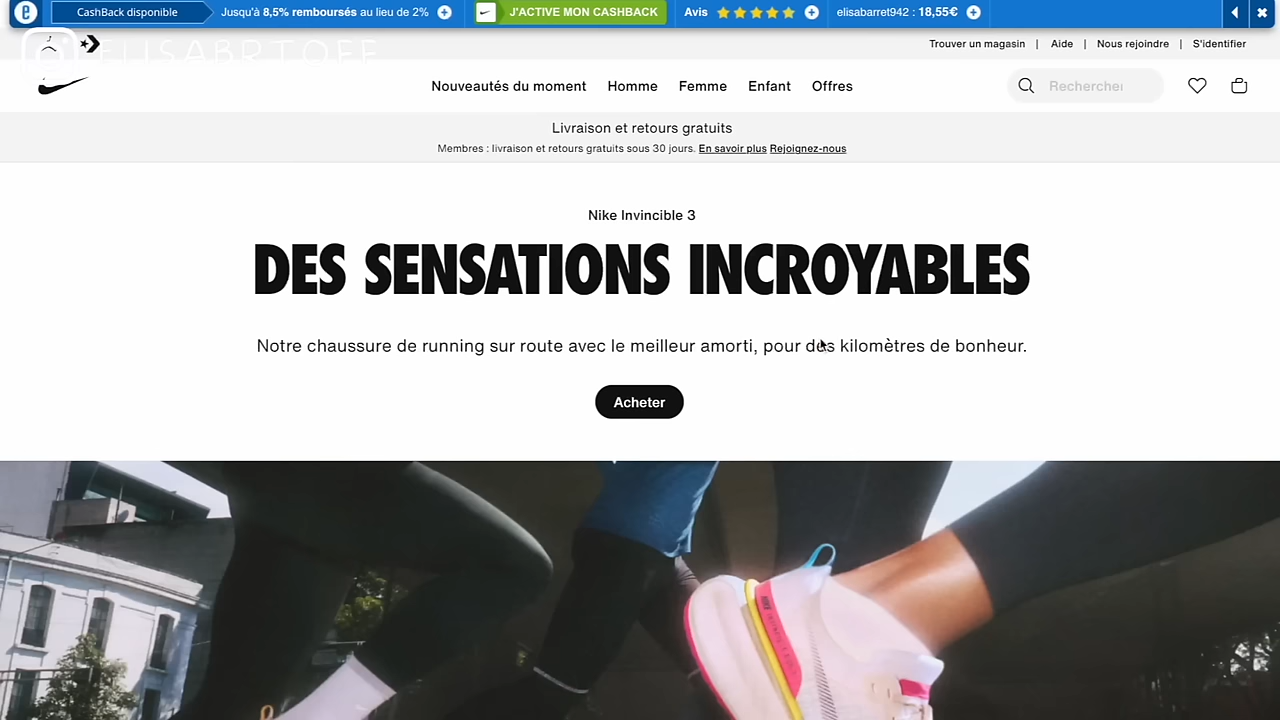 CashBack disponible
Jusqu'à 8,5% remboursés au lieu de 2%
J'ACTIVE MON CASHBACK
Avis
elisabarret942 : 18,55€
ELISABRTOFF
Trouver un magasin | Aide | Nous rejoindre | S'identifier
Nouveautés du moment Homme Femme Enfant Offres
Rechercher
Livraison et retours gratuits
Membres : livraison et retours gratuits sous 30 jours. En savoir plus Rejoignez-nous
Nike Invincible 3
DES SENSATIONS INCROYABLES
Notre chaussure de running sur route avec le meilleur amorti, pour des kilomètres de bonheur.
Acheter